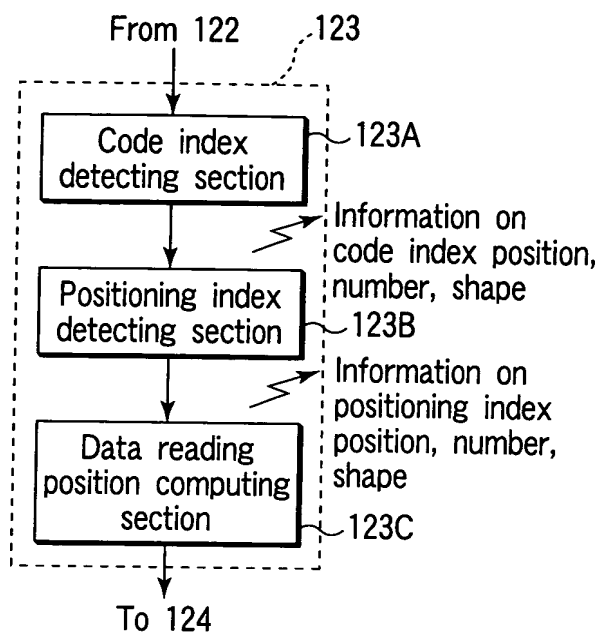 From 122
123
Code index
detecting section
123A
Information on
code index position,
number, shape
Positioning index
detecting section
123B
Information on
positioning index
position, number,
shape
Data reading
position computing
section
123C
To 124